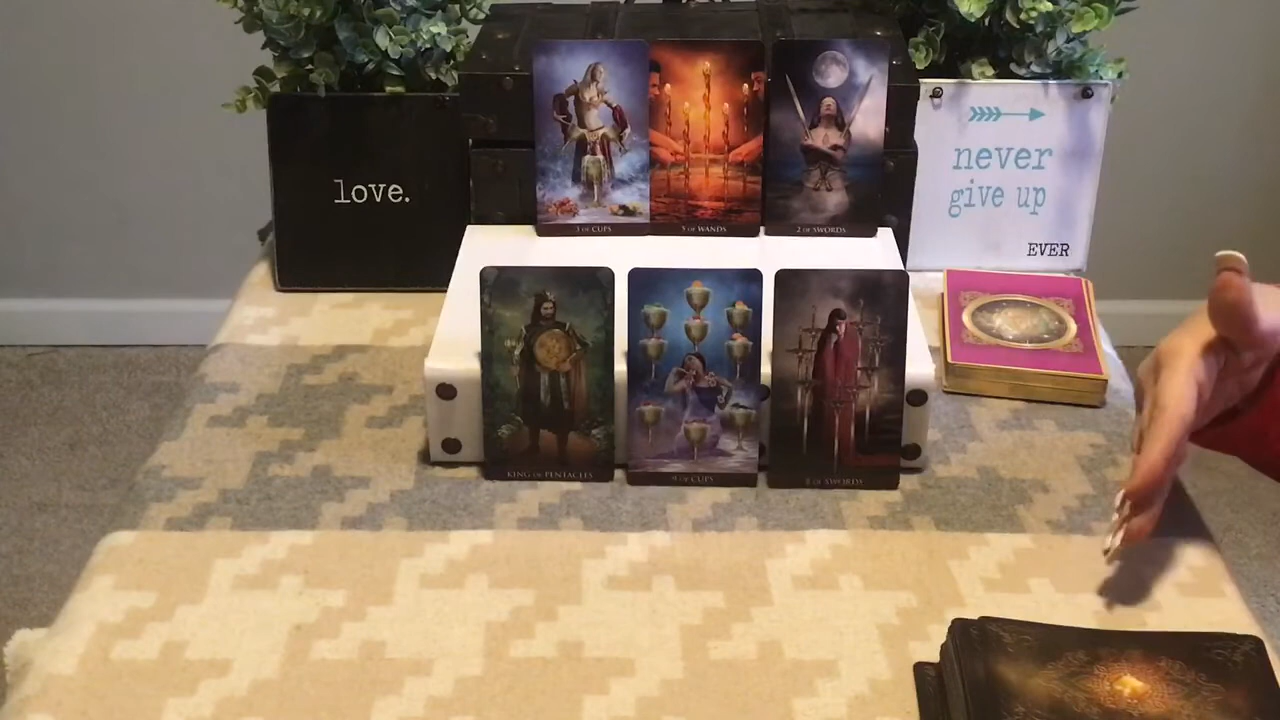 love.
never
give up
EVER
3 OF CUPS
5 OF WANDS
2 OF SWORDS
KING OF PENTACLES
9 OF CUPS
8 OF SWORDS